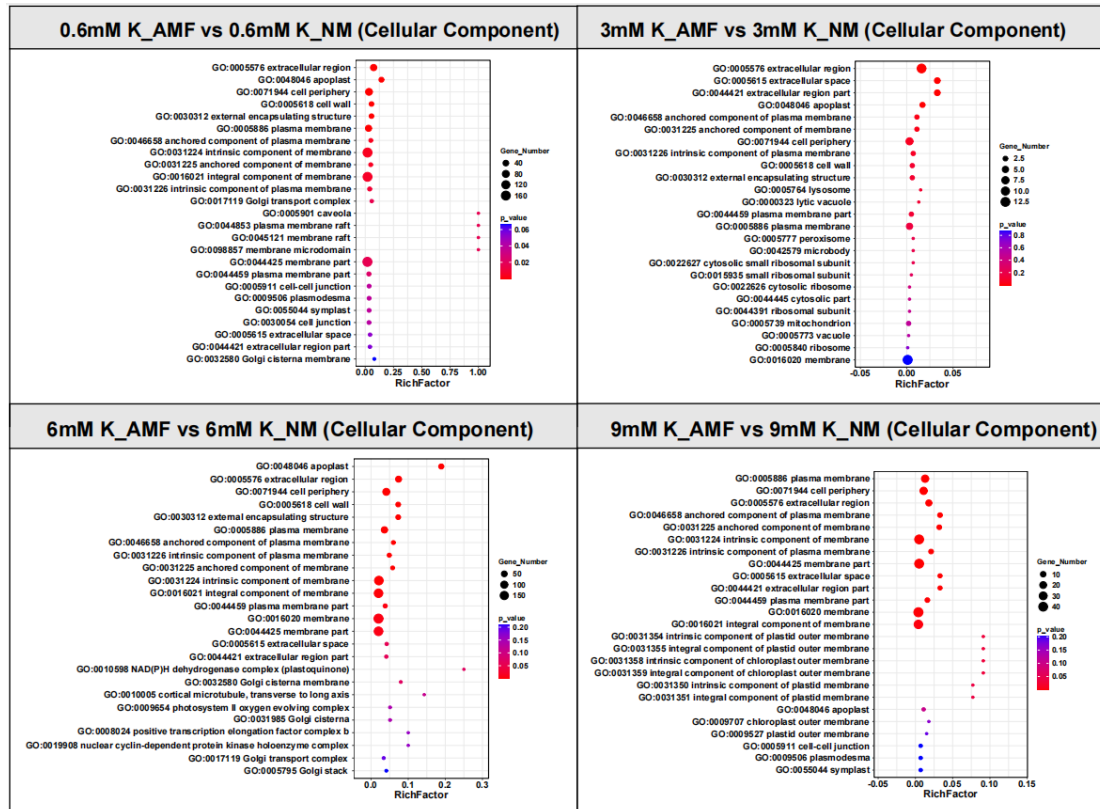 0.6mM K_AMF vs 0.6mM K_NM (Cellular Component)
GO:0005576 extracellular region
GO:0048046 apoplast
GO:0071944 cell periphery
GO:0005618 cell wall
GO:0030312 external encapsulating structure
GO:0005886 plasma membrane
GO:0046658 anchored component of plasma membrane
GO:0031224 intrinsic component of membrane
GO:0031225 anchored component of membrane
GO:0016021 integral component of membrane
GO:0031226 intrinsic component of plasma membrane
GO:0017119 Golgi transport complex
GO:0005901 caveola
GO:0044853 plasma membrane raft
GO:0045121 membrane raft
GO:0098857 membrane microdomain
GO:0044425 membrane part
GO:0044459 plasma membrane part
GO:0005911 cell-cell junction
GO:0009506 plasmodesma
GO:0055044 symplast
GO:0030054 cell junction
GO:0005615 extracellular space
GO:0044421 extracellular region part
GO:0032580 Golgi cisterna membrane
0.00 0.25 0.50 0.75 1.00
RichFactor
Gene_Number
40
80
120
160
p_value
0.06
0.04
0.02
0.00
3mM K_AMF vs 3mM K_NM (Cellular Component)
GO:0005576 extracellular region
GO:0005615 extracellular space
GO:0044421 extracellular region part
GO:0048046 apoplast
GO:0046658 anchored component of plasma membrane
GO:0031225 anchored component of membrane
GO:0071944 cell periphery
GO:0031226 intrinsic component of plasma membrane
GO:0005618 cell wall
GO:0030312 external encapsulating structure
GO:0005764 lysosome
GO:0000323 lytic vacuole
GO:0044459 plasma membrane part
GO:0005886 plasma membrane
GO:0005777 peroxisome
GO:0042579 microbody
GO:0022627 cytosolic small ribosomal subunit
GO:0015935 small ribosomal subunit
GO:0022626 cytosolic ribosome
GO:0044445 cytosolic part
GO:0044391 ribosomal subunit
GO:0005739 mitochondrion
GO:0005773 vacuole
GO:0005840 ribosome
GO:0016020 membrane
-0.05 0.00 0.05
RichFactor
Gene_Number
2.5
5.0
7.5
10.0
12.5
p_value
0.8
0.6
0.4
0.2
6mM K_AMF vs 6mM K_NM (Cellular Component)
GO:0048046 apoplast
GO:0005576 extracellular region
GO:0071944 cell periphery
GO:0005618 cell wall
GO:0030312 external encapsulating structure
GO:0005886 plasma membrane
GO:0046658 anchored component of plasma membrane
GO:0031226 intrinsic component of plasma membrane
GO:0031225 anchored component of membrane
GO:0031224 intrinsic component of membrane
GO:0016021 integral component of membrane
GO:0044459 plasma membrane part
GO:0016020 membrane
GO:0044425 membrane part
GO:0005615 extracellular space
GO:0044421 extracellular region part
GO:0010598 NAD(P)H dehydrogenase complex (plastoquinone)
GO:0032580 Golgi cisterna membrane
GO:0010005 cortical microtubule, transverse to long axis
GO:0009654 photosystem II oxygen evolving complex
GO:0031985 Golgi cisterna
GO:0008024 positive transcription elongation factor complex b
GO:0019908 nuclear cyclin-dependent protein kinase holoenzyme complex
GO:0017119 Golgi transport complex
GO:0005795 Golgi stack
0.0 0.1 0.2 0.3
RichFactor
Gene_Number
50
100
150
p_value
0.20
0.15
0.10
0.05
9mM K_AMF vs 9mM K_NM (Cellular Component)
GO:0005886 plasma membrane
GO:0071944 cell periphery
GO:0005576 extracellular region
GO:0046658 anchored component of plasma membrane
GO:0031225 anchored component of membrane
GO:0031224 intrinsic component of membrane
GO:0031226 intrinsic component of plasma membrane
GO:0044425 membrane part
GO:0005615 extracellular space
GO:0044421 extracellular region part
GO:0044459 plasma membrane part
GO:0016020 membrane
GO:0016021 integral component of membrane
GO:0031354 intrinsic component of plastid outer membrane
GO:0031355 integral component of plastid outer membrane
GO:0031358 intrinsic component of chloroplast outer membrane
GO:0031359 integral component of chloroplast outer membrane
GO:0031350 intrinsic component of plastid membrane
GO:0031351 integral component of plastid membrane
GO:0048046 apoplast
GO:0009707 chloroplast outer membrane
GO:0009527 plastid outer membrane
GO:0005911 cell-cell junction
GO:0009506 plasmodesma
GO:0055044 symplast
-0.05 0.00 0.05 0.10 0.15
RichFactor
Gene_Number
10
20
30
40
p_value
0.20
0.15
0.10
0.05